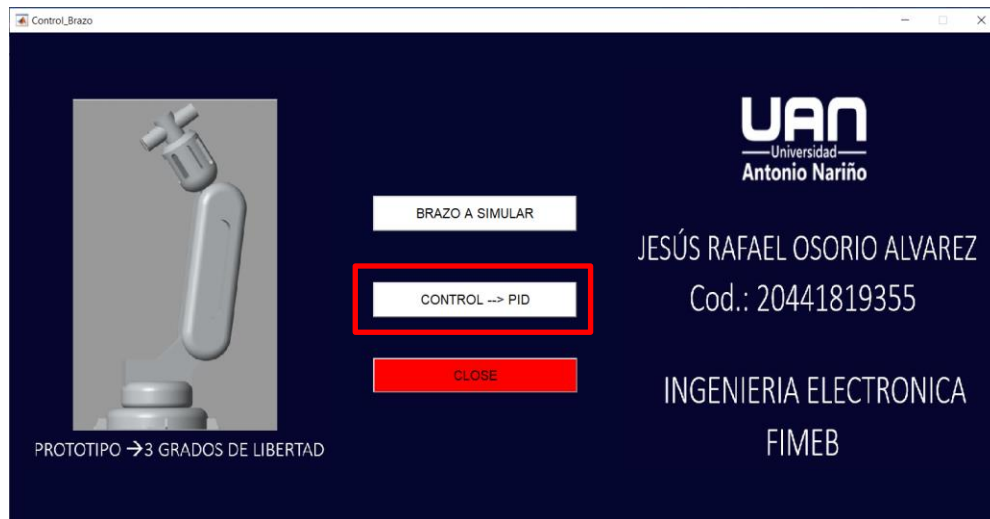 Control_Brazo
BRAZO A SIMULAR
CONTROL --> PID
CLOSE
PROTOTIPO →3 GRADOS DE LIBERTAD
UAN
Universidad
Antonio Nariño
JESÚS RAFAEL OSORIO ALVAREZ
Cod.: 20441819355
INGENIERIA ELECTRONICA
FIMEB